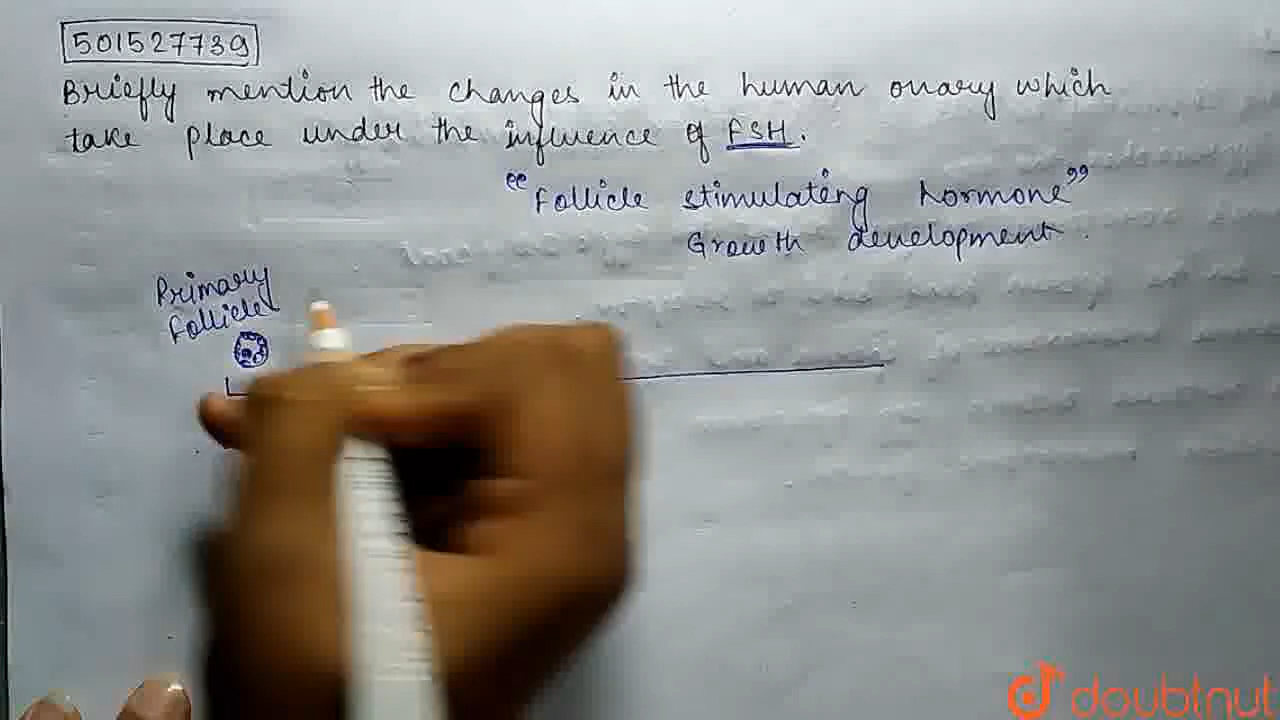 501527739
Briefly mention the changes in the human ovary which
take place under the influence of FSH.
"Follicle stimulating hormone"
Growth development
Primary
follicle
doubtnut